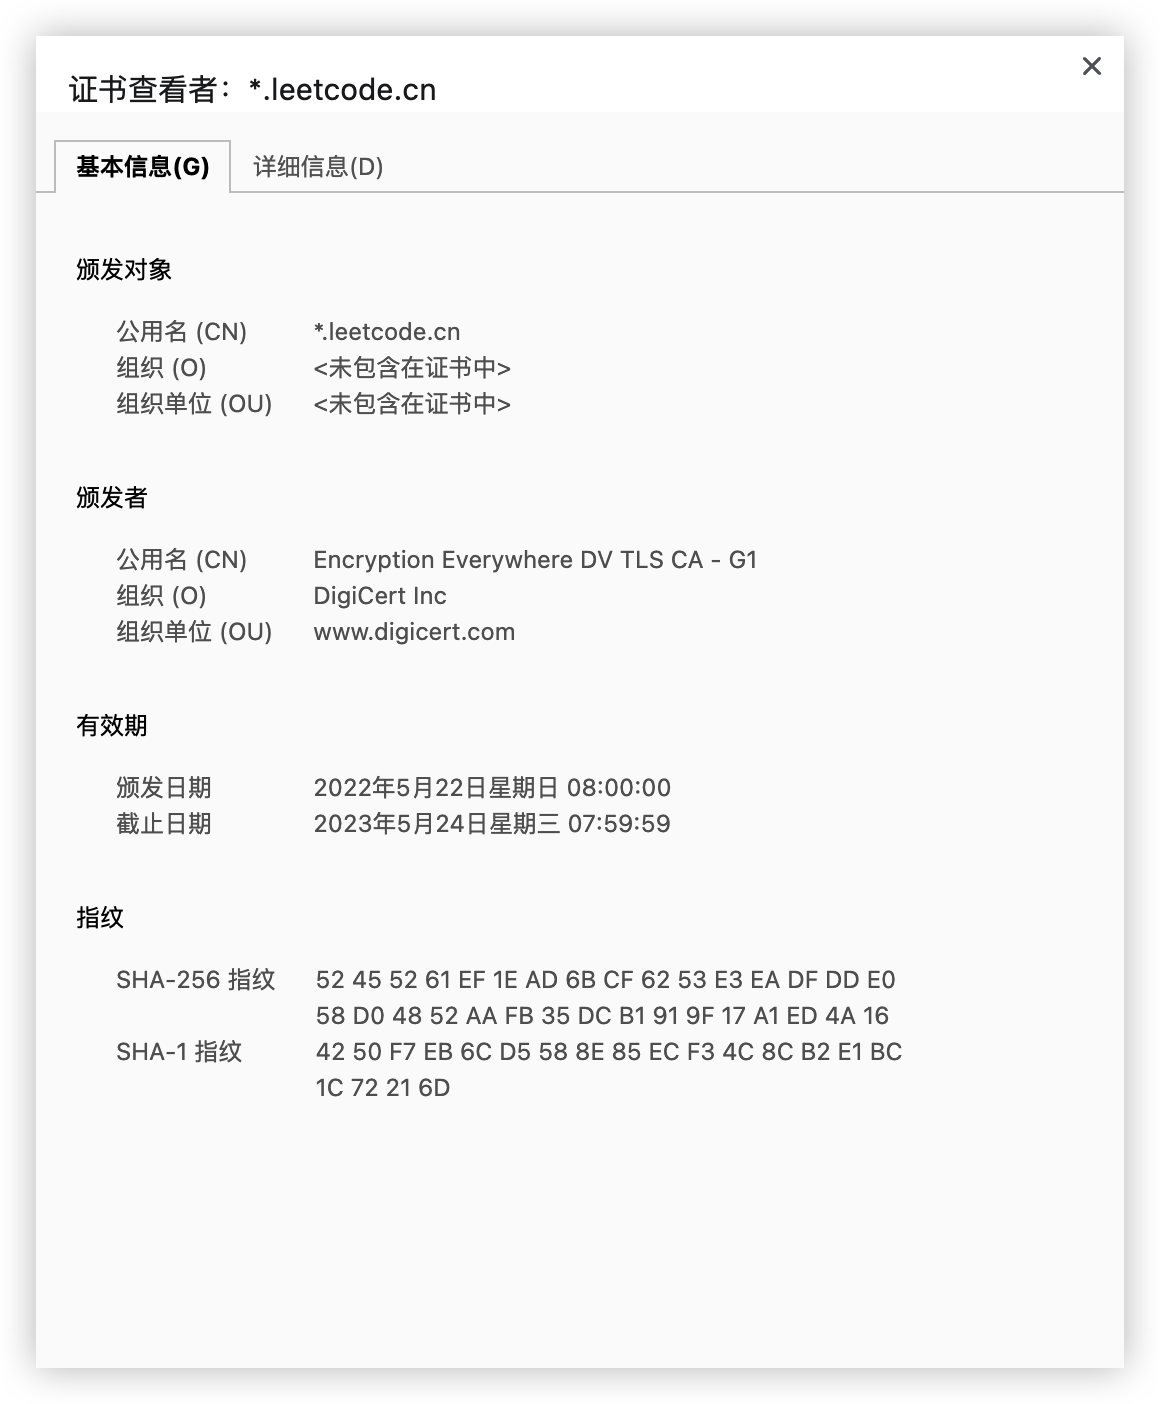 证书查看者：*.leetcode.cn
基本信息(G) 详细信息(D)
颁发对象
公用名 (CN) *.leetcode.cn
组织 (O) <未包含在证书中>
组织单位 (OU) <未包含在证书中>
颁发者
公用名 (CN) Encryption Everywhere DV TLS CA - G1
组织 (O) DigiCert Inc
组织单位 (OU) www.digicert.com
有效期
颁发日期 2022年5月22日星期日 08:00:00
截止日期 2023年5月24日星期三 07:59:59
指纹
SHA-256 指纹 52 45 52 61 EF 1E AD 6B CF 62 53 E3 EA DF DD E0
58 D0 48 52 AA FB 35 DC B1 91 9F 17 A1 ED 4A 16
SHA-1 指纹 42 50 F7 EB 6C D5 58 8E 85 EC F3 4C 8C B2 E1 BC
1C 72 21 6D